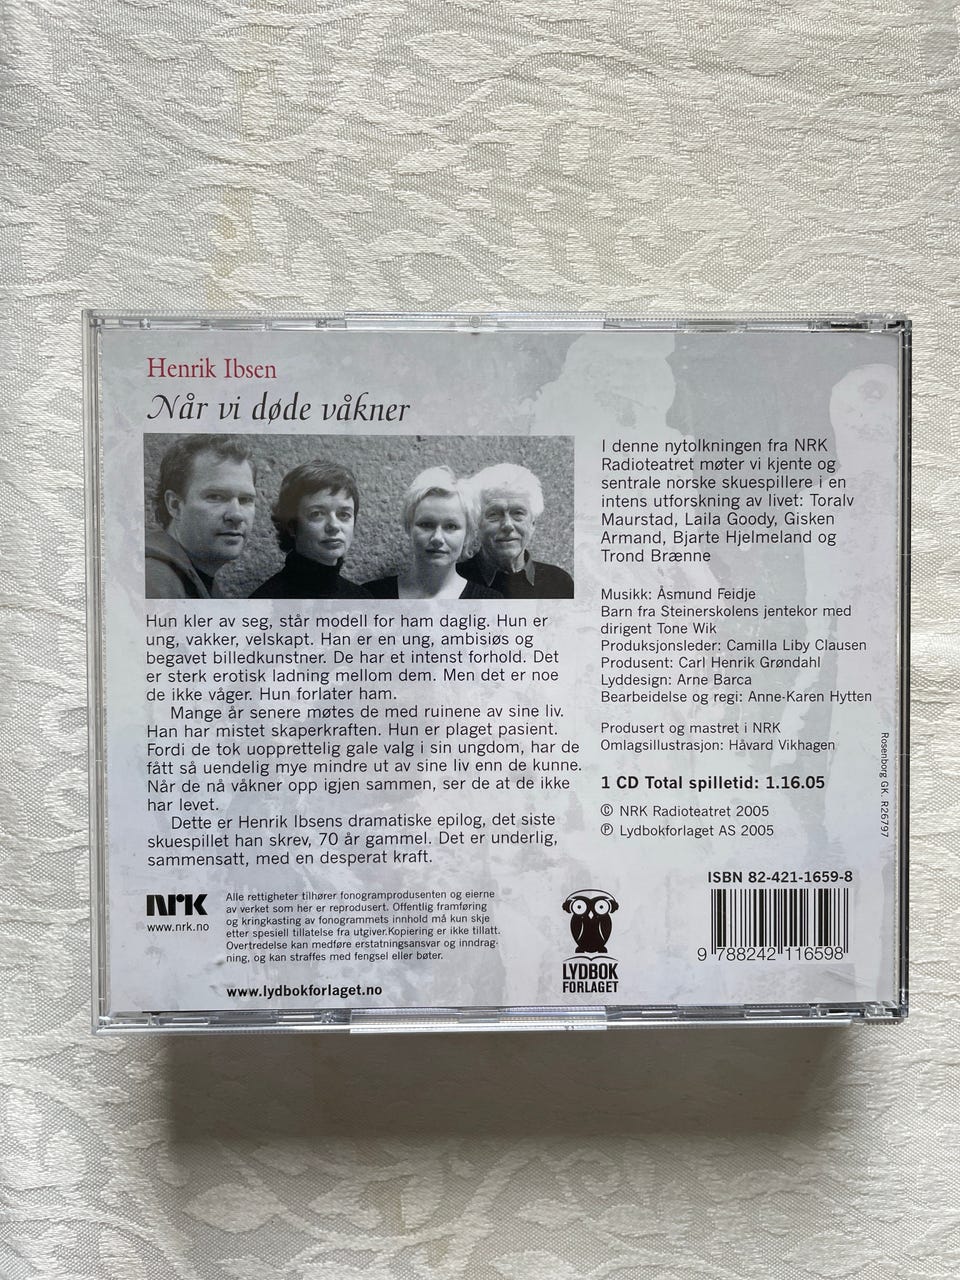 Henrik Ibsen
Når vi døde våkner
Hun kler av seg, står modell for ham daglig. Hun er
ung, vakker, velskapt. Han er en ung, ambisiøs og
begavet billedkunstner. De har et intenst forhold. Det
er sterk erotisk ladning mellom dem. Men det er noe
de ikke våger. Hun forlater ham.
Mange år senere møtes de med ruinene av sine liv.
Han har mistet skaperkraften. Hun er plaget pasient.
Fordi de tok uopprettelig gale valg i sin ungdom, har de
fått så uendelig mye mindre ut av sine liv enn de kunne.
Når de nå våkner opp igjen sammen, ser de at de ikke
har levet.
Dette er Henrik Ibsens dramatiske epilog, det siste
skuespillet han skrev, 70 år gammel. Det er underlig,
sammensatt, med en desperat kraft.
I denne nytolkningen fra NRK
Radioteatret møter vi kjente og
sentrale norske skuespillere i en
intens utforskning av livet: Toralv
Maurstad, Laila Goody, Gisken
Armand, Bjarte Hjelmeland og
Trond Brænne
Musikk: Åsmund Feidje
Barn fra Steinerskolens jentekor med
dirigent Tone Wik
Produksjonsleder: Camilla Liby Clausen
Produsent: Carl Henrik Grøndahl
Lyddesign: Arne Barca
Bearbeidelse og regi: Anne-Karen Hytten
Produsert og mastret i NRK
Omlagsillustrasjon: Håvard Vikhagen
1 CD Total spilletid: 1.16.05
© NRK Radioteatret 2005
℗ Lydbokforlaget AS 2005
Rosenborg GK. R26797
NRK
www.nrk.no
Alle rettigheter tilhører fonogramprodusenten og eierne
av verket som her er reprodusert. Offentlig framføring
og kringkasting av fonogrammets innhold må kun skje
etter spesiell tillatelse fra utgiver.Kopiering er ikke tillatt.
Overtredelse kan medføre erstatningsansvar og inndrag-
ning, og kan straffes med fengsel eller bøter.
www.lydbokforlaget.no
LYDBOK
FORLAGET
ISBN 82-421-1659-8
9 788242 116598